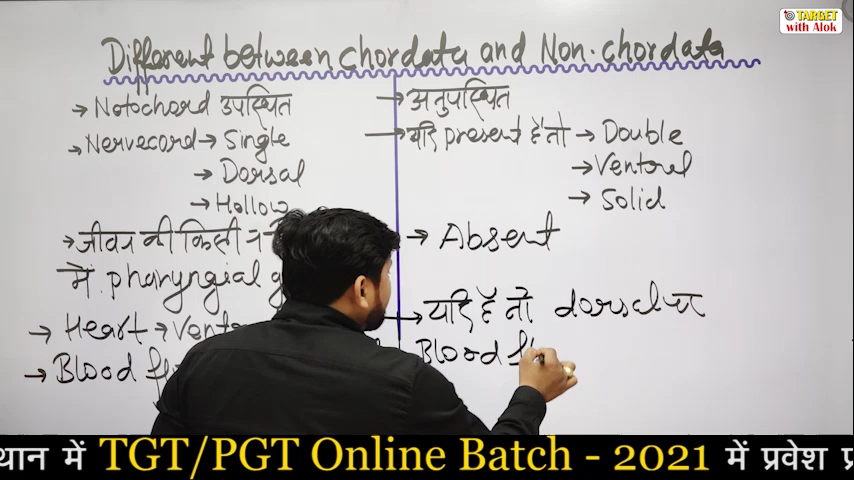 TARGET
with Alok
Different between Chordata and Non.chordata
→ Notochord उपस्थित
→ Nervecord → Single
→ Dorsal
→ Hollow
→ जीवन की किसी न
में pharyngial
→ Heart → Vent
→ Blood
→ अनुपस्थित
→ यदि present है तो → Double
→ Ventral
→ Solid
→ Absent
→ यदि है तो dorsal या
Blood
में TGT/PGT Online Batch - 2021 में प्रवेश